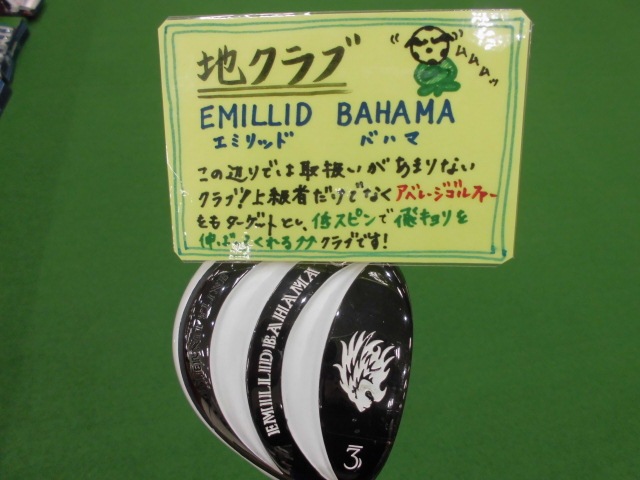 地クラブ
EMILLID BAHAMA
エミリッド バハマ
この辺りでは取扱いがあまりない
クラブ!上級者だけでなくアベレージゴルファー
をもターゲットとし、低スピンで飛キョリを
伸ばしてくれる↑↑クラブです!
EMILLID BAHAMA
3